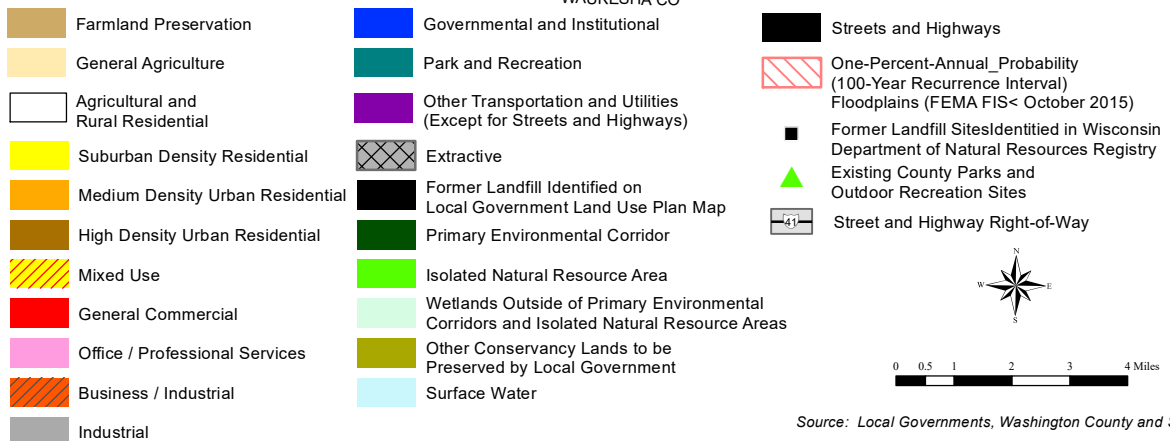 WAUKESHA CO
Farmland Preservation
General Agriculture
Agricultural and
Rural Residential
Suburban Density Residential
Medium Density Urban Residential
High Density Urban Residential
Mixed Use
General Commercial
Office / Professional Services
Business / Industrial
Industrial
Governmental and Institutional
Park and Recreation
Other Transportation and Utilities
(Except for Streets and Highways)
Extractive
Former Landfill Identified on
Local Government Land Use Plan Map
Primary Environmental Corridor
Isolated Natural Resource Area
Wetlands Outside of Primary Environmental
Corridors and Isolated Natural Resource Areas
Other Conservancy Lands to be
Preserved by Local Government
Surface Water
Streets and Highways
One-Percent-Annual_Probability
(100-Year Recurrence Interval)
Floodplains (FEMA FIS< October 2015)
Former Landfill SitesIdentitied in Wisconsin
Department of Natural Resources Registry
Existing County Parks and
Outdoor Recreation Sites
41
Street and Highway Right-of-Way
N
W E
S
0 0.5 1 2 3 4 Miles
Source: Local Governments, Washington County and S